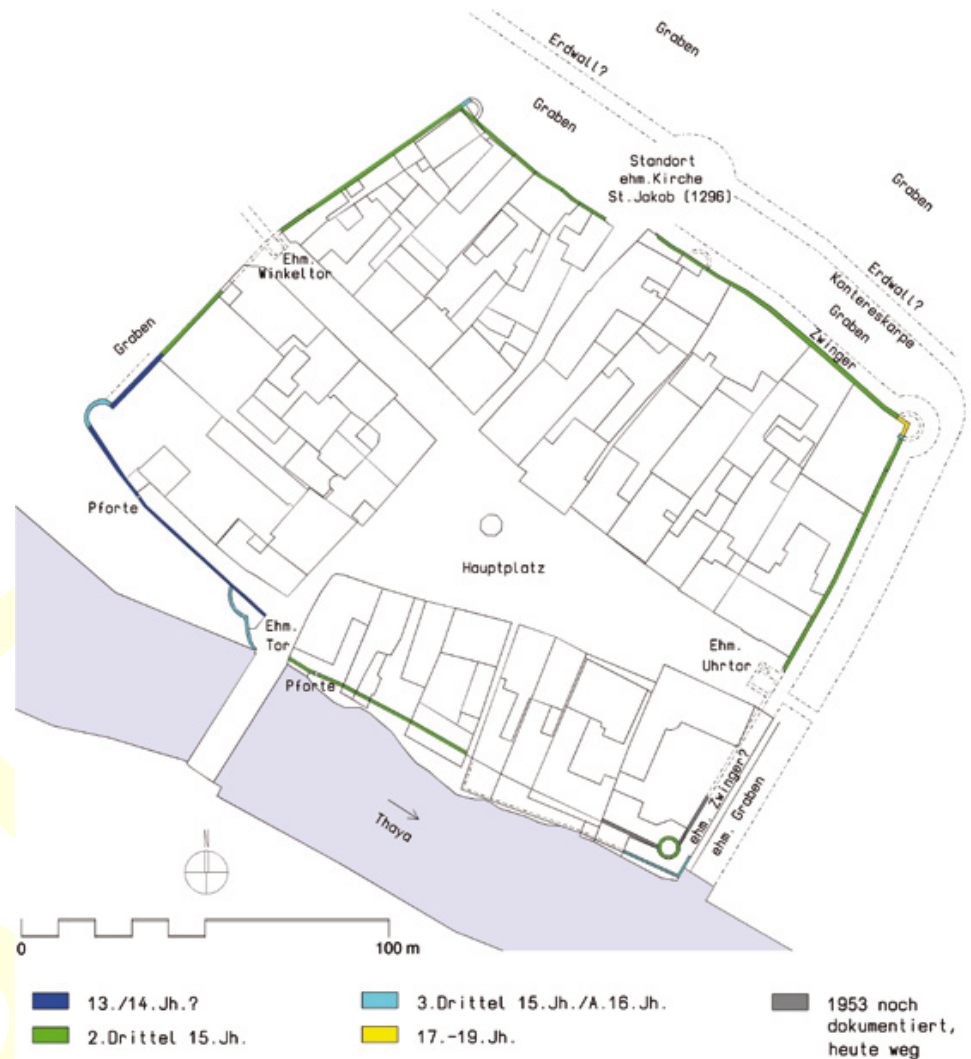 Graben
Erdwall?
Graben
Standort
ehm.Kirche
St.Jakob (1296)
Graben
Ehm.
Winkeltor
Erdwall?
Kontereskarpe
Graben
Zwinger
Graben
Pforte
Hauptplatz
Ehm.
Tor
Ehm.
Uhrtor
Pforte
ehm. Zwinger?
ehm. Graben
Thaya
N
0
100 m
13./14.Jh.?
3.Drittel 15.Jh./A.16.Jh.
1953 noch
dokumentiert,
heute weg
2.Drittel 15.Jh.
17.-19.Jh.